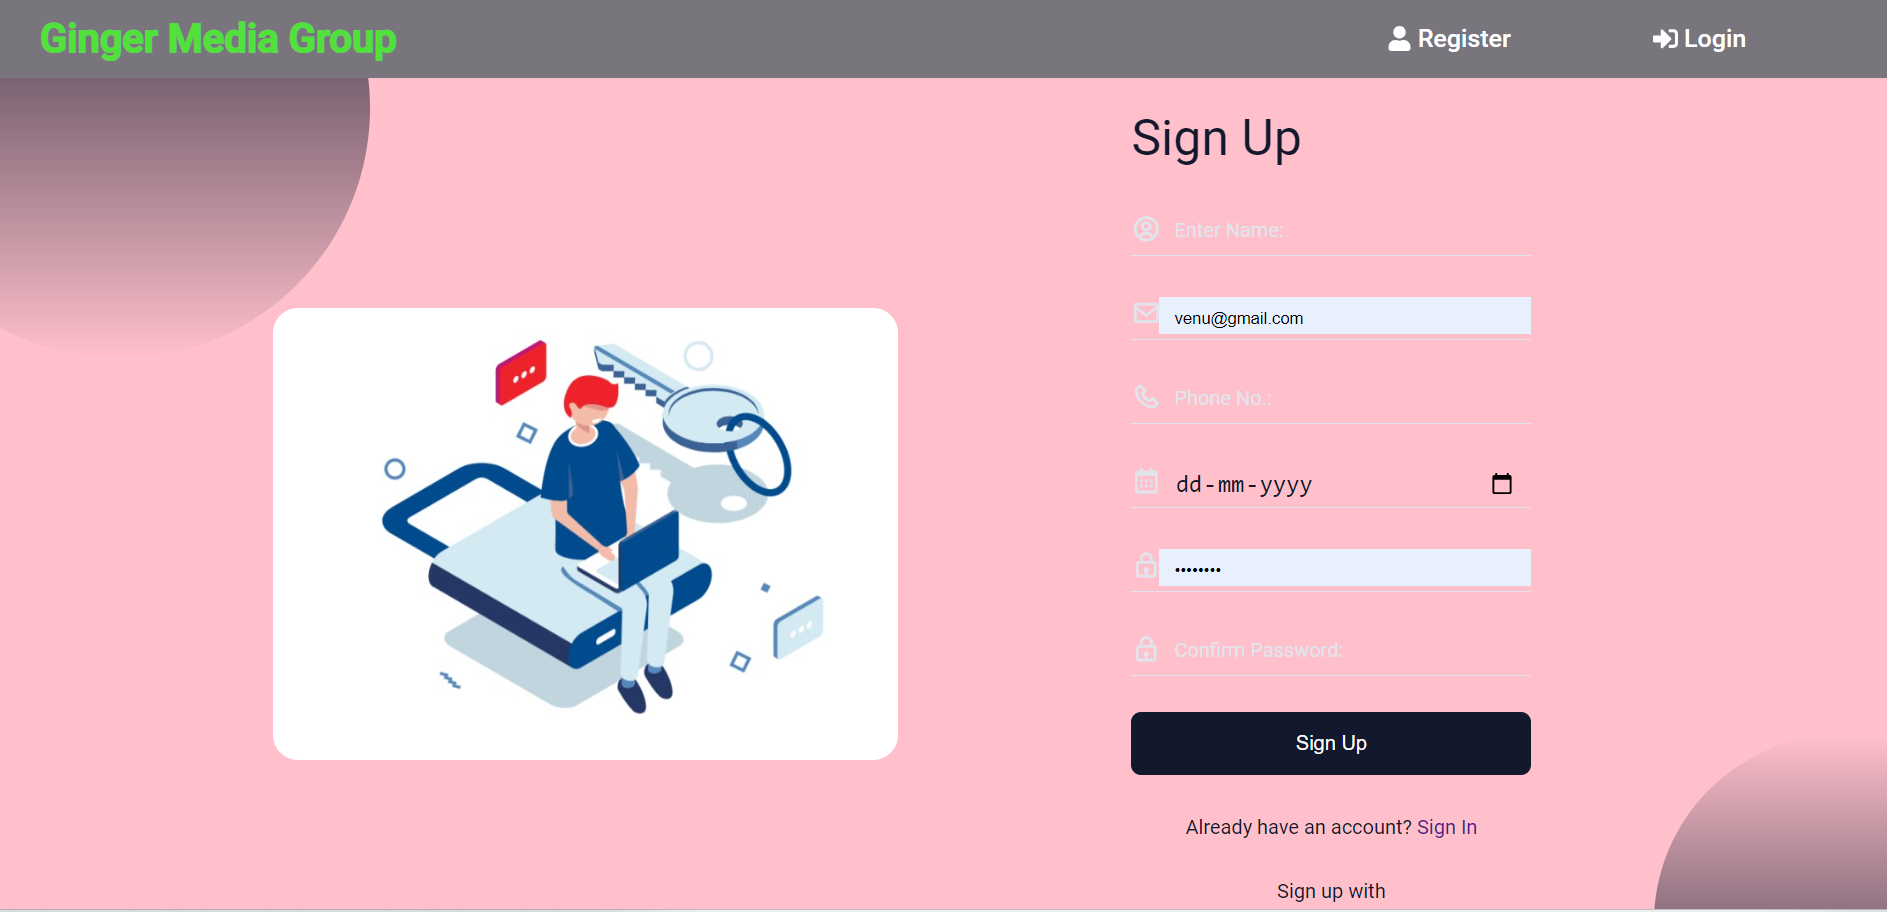 Ginger Media Group
Register
Login
Sign Up
Enter Name:
venu@gmail.com
Phone No.:
dd-mm-yyyy
••••••••
Confirm Password:
Sign Up
Already have an account? Sign In
Sign up with